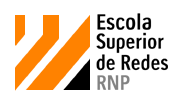 Escola
Superior
de Redes
RNP